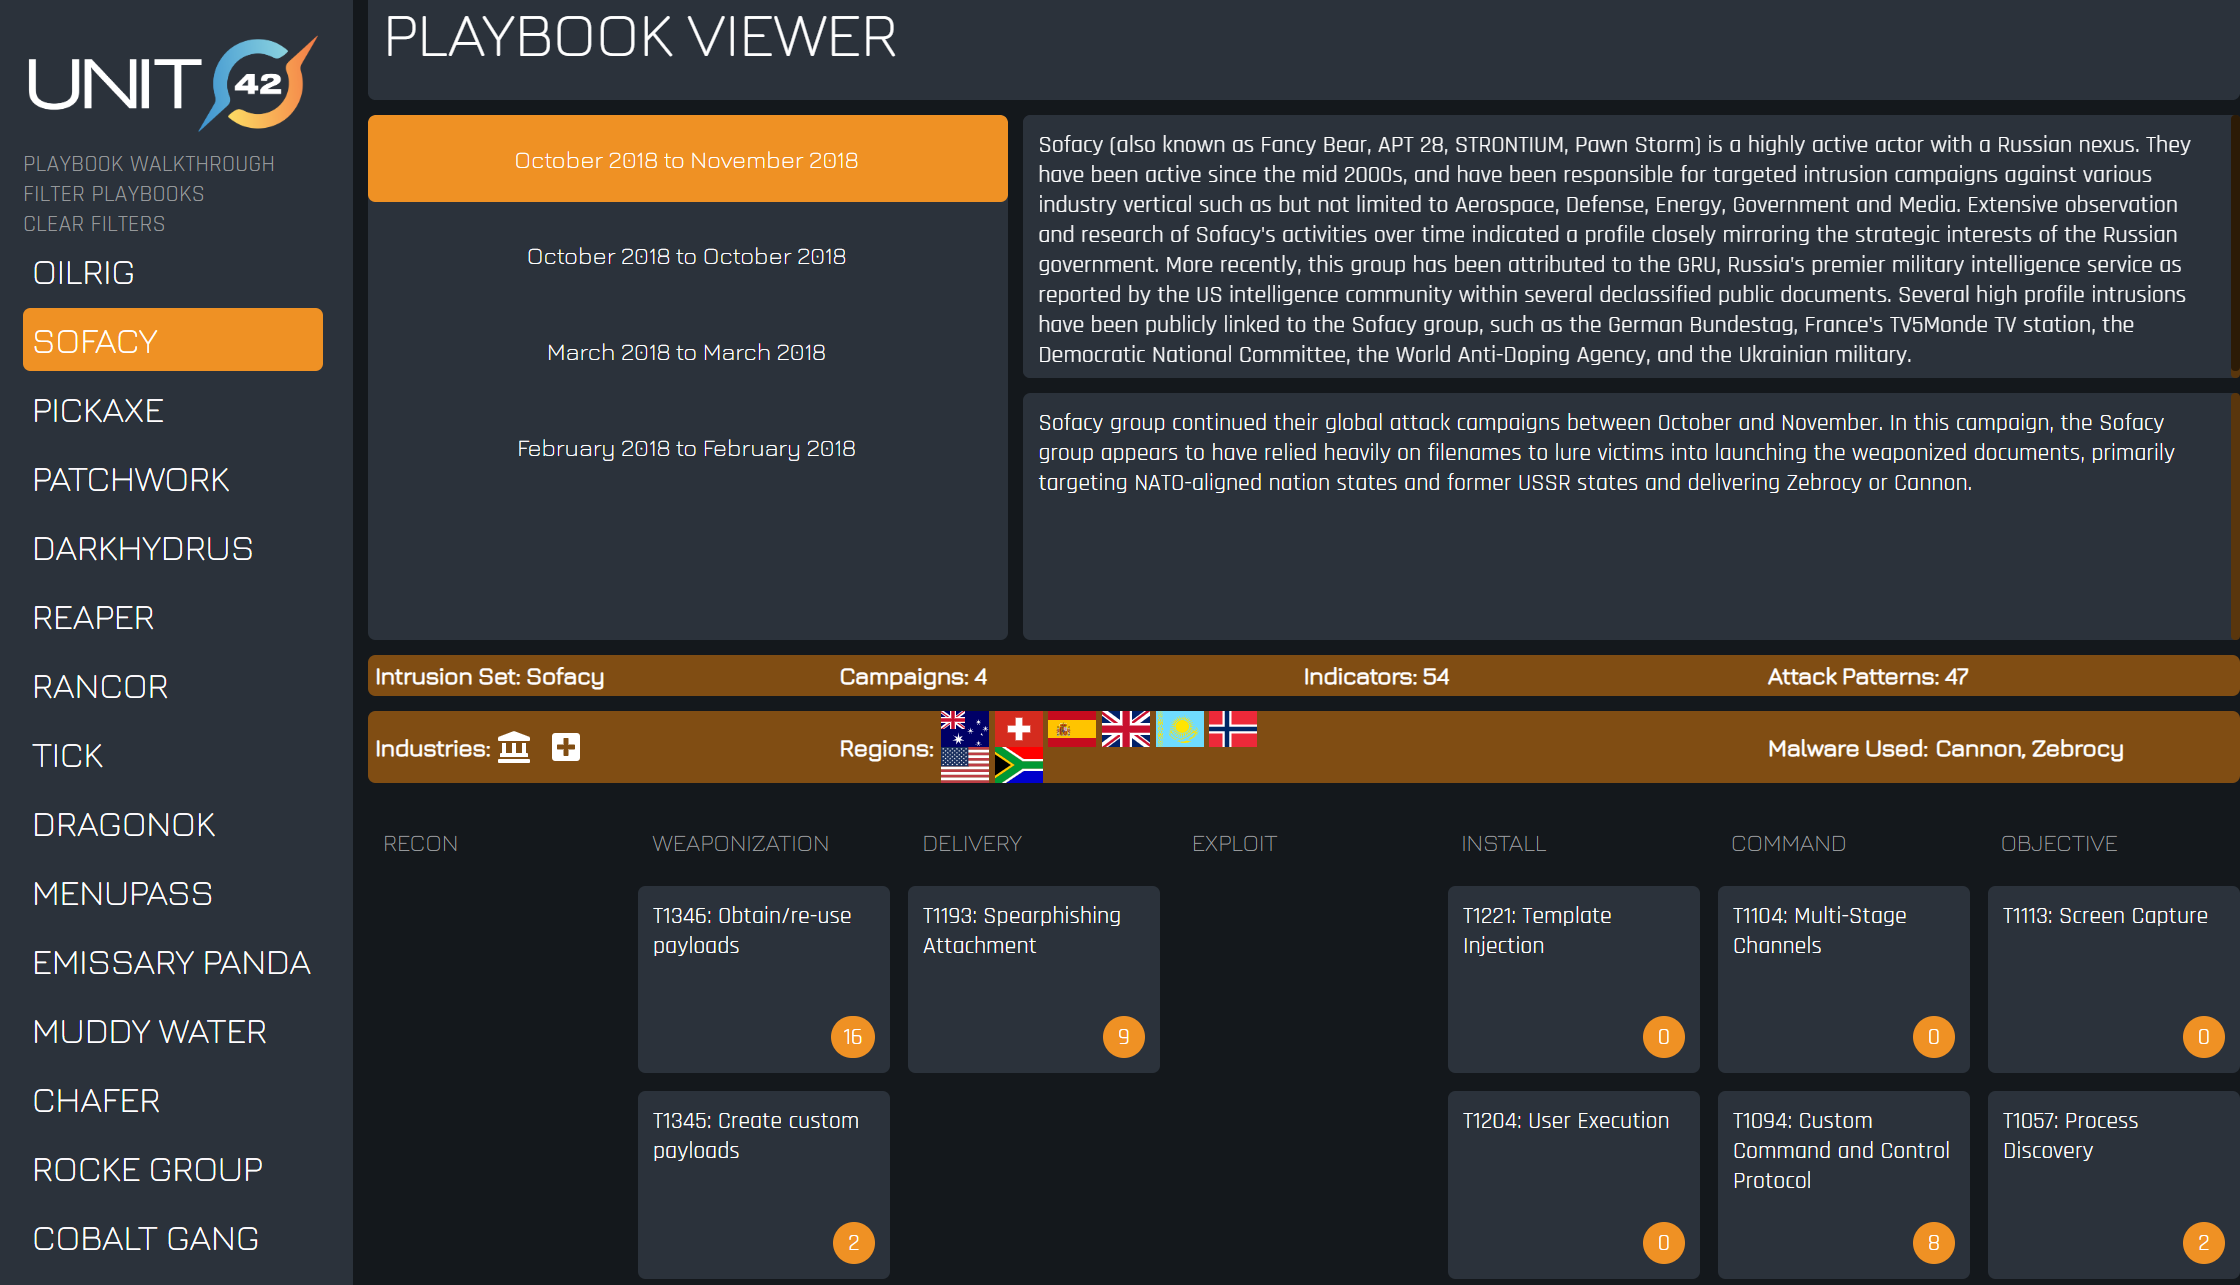 UNIT 42
PLAYBOOK WALKTHROUGH
FILTER PLAYBOOKS
CLEAR FILTERS
OILRIG
SOFACY
PICKAXE
PATCHWORK
DARKHYDRUS
REAPER
RANCOR
TICK
DRAGONOK
MENUPASS
EMISSARY PANDA
MUDDY WATER
CHAFER
ROCKE GROUP
COBALT GANG
PLAYBOOK VIEWER
October 2018 to November 2018
October 2018 to October 2018
March 2018 to March 2018
February 2018 to February 2018
Sofacy (also known as Fancy Bear, APT 28, STRONTIUM, Pawn Storm) is a highly active actor with a Russian nexus. They
have been active since the mid 2000s, and have been responsible for targeted intrusion campaigns against various
industry vertical such as but not limited to Aerospace, Defense, Energy, Government and Media. Extensive observation
and research of Sofacy's activities over time indicated a profile closely mirroring the strategic interests of the Russian
government. More recently, this group has been attributed to the GRU, Russia's premier military intelligence service as
reported by the US intelligence community within several declassified public documents. Several high profile intrusions
have been publicly linked to the Sofacy group, such as the German Bundestag, France's TV5Monde TV station, the
Democratic National Committee, the World Anti-Doping Agency, and the Ukrainian military.
Sofacy group continued their global attack campaigns between October and November. In this campaign, the Sofacy
group appears to have relied heavily on filenames to lure victims into launching the weaponized documents, primarily
targeting NATO-aligned nation states and former USSR states and delivering Zebrocy or Cannon.
Intrusion Set: Sofacy
Campaigns: 4
Indicators: 54
Attack Patterns: 47
Industries:
Regions:
Malware Used: Cannon, Zebrocy
RECON
WEAPONIZATION
DELIVERY
EXPLOIT
INSTALL
COMMAND
OBJECTIVE
T1346: Obtain/re-use
payloads
16
T1193: Spearphishing
Attachment
9
T1221: Template
Injection
0
T1104: Multi-Stage
Channels
0
T1113: Screen Capture
0
T1345: Create custom
payloads
2
T1204: User Execution
0
T1094: Custom
Command and Control
Protocol
8
T1057: Process
Discovery
2